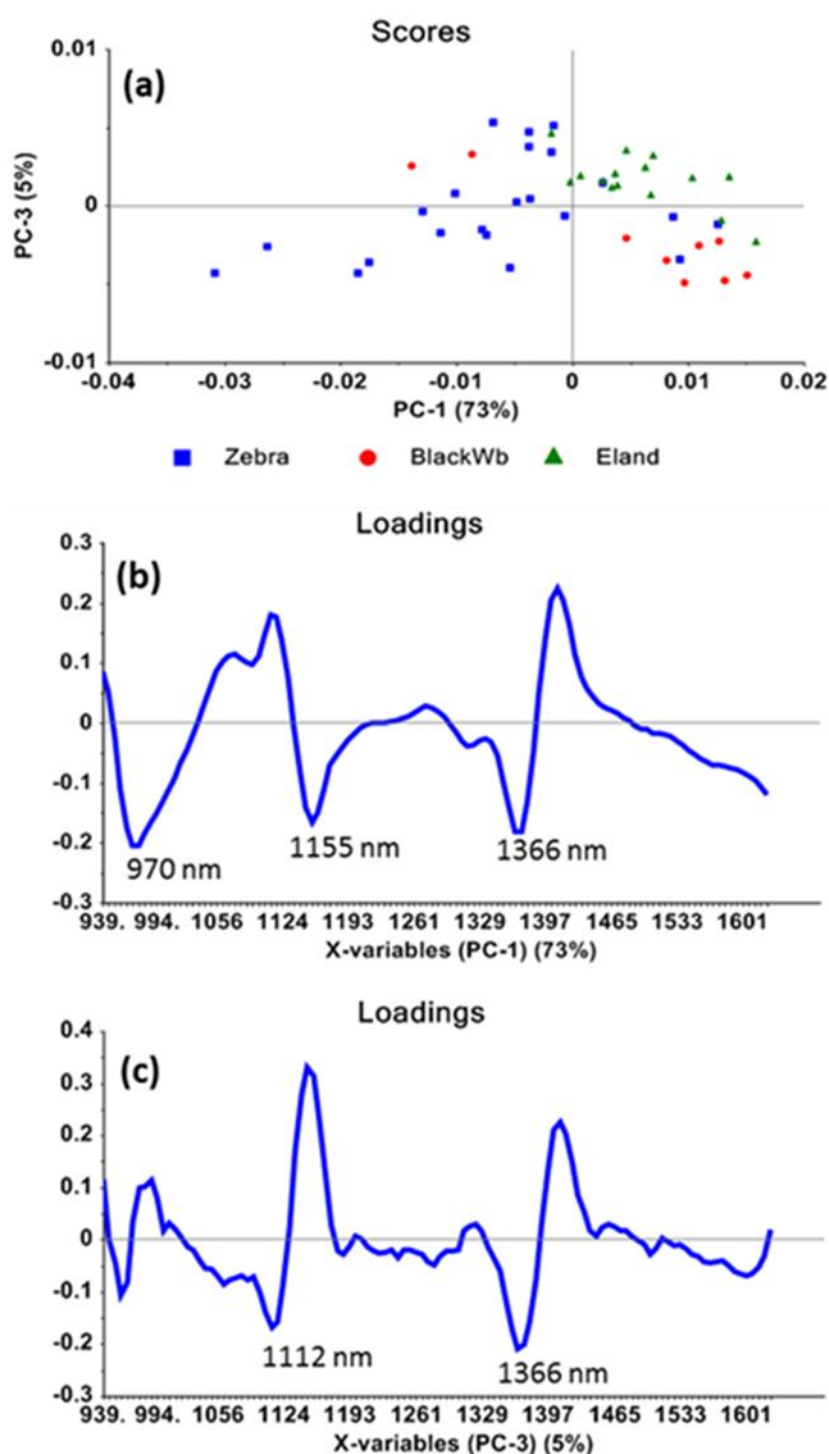 Scores
(a)
0.01
0
-0.01
PC-3 (5%)
-0.04 -0.03 -0.02 -0.01 0 0.01 0.02
PC-1 (73%)
Zebra BlackWb Eland
Loadings
(b)
0.3
0.2
0.1
0
-0.1
-0.2
-0.3
970 nm
1155 nm
1366 nm
939. 994. 1056 1124 1193 1261 1329 1397 1465 1533 1601
X-variables (PC-1) (73%)
Loadings
(c)
0.4
0.3
0.2
0.1
0
-0.1
-0.2
-0.3
1112 nm
1366 nm
939. 994. 1056 1124 1193 1261 1329 1397 1465 1533 1601
X-variables (PC-3) (5%)